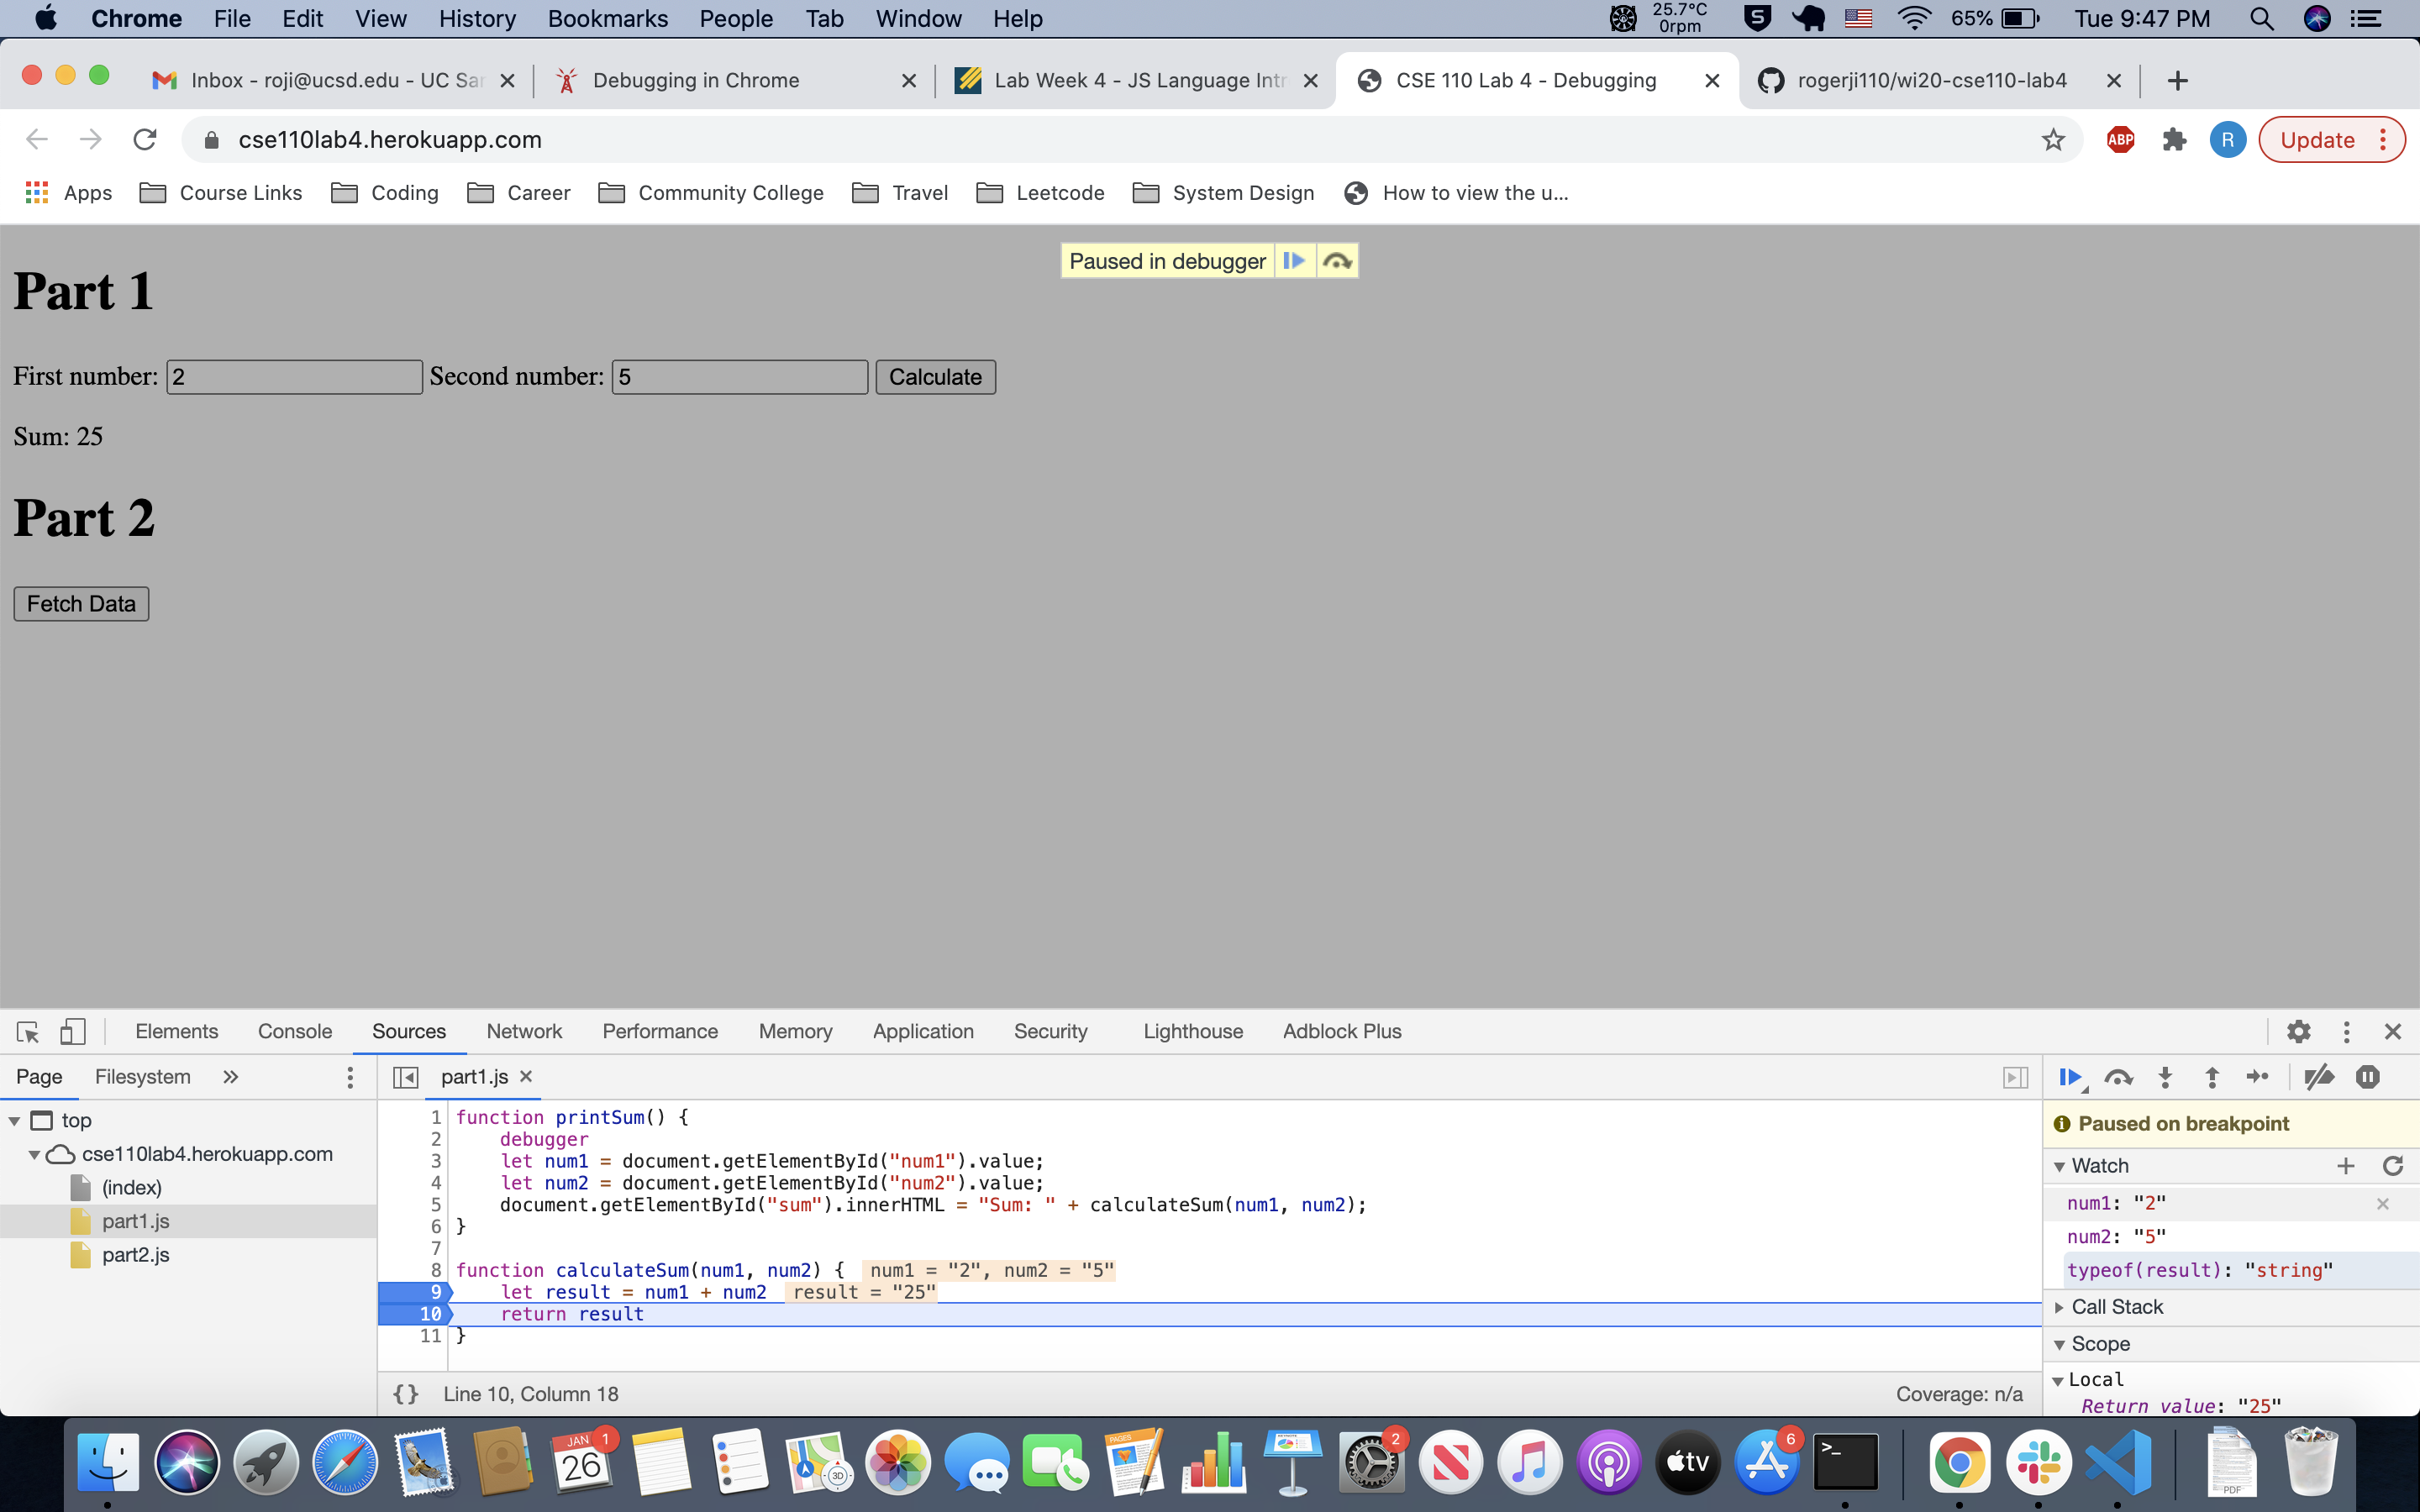 Chrome File Edit View History Bookmarks People Tab Window Help 25.7°C 0rpm S 65% Tue 9:47 PM
Inbox - roji@ucsd.edu - UC Sa
Debugging in Chrome
Lab Week 4 - JS Language Intr
CSE 110 Lab 4 - Debugging
rogerji110/wi20-cse110-lab4
cse110lab4.herokuapp.com ABP R Update
Apps Course Links Coding Career Community College Travel Leetcode System Design How to view the u...
Paused in debugger
Part 1
First number: 2 Second number: 5 Calculate
Sum: 25
Part 2
Fetch Data
Elements Console Sources Network Performance Memory Application Security Lighthouse Adblock Plus
Page Filesystem »
part1.js
top
cse110lab4.herokuapp.com
(index)
part1.js
part2.js
1 function printSum() {
2 debugger
3 let num1 = document.getElementById("num1").value;
4 let num2 = document.getElementById("num2").value;
5 document.getElementById("sum").innerHTML = "Sum: " + calculateSum(num1, num2);
6 }
7
8 function calculateSum(num1, num2) { num1 = "2", num2 = "5"
9 let result = num1 + num2 result = "25"
10 return result
11 }
{} Line 10, Column 18 Coverage: n/a
Paused on breakpoint
Watch
num1: "2"
num2: "5"
typeof(result): "string"
Call Stack
Scope
Local
Return value: "25"
JAN 26 1
3D
PAGES
2
tv
6
>_
PDF